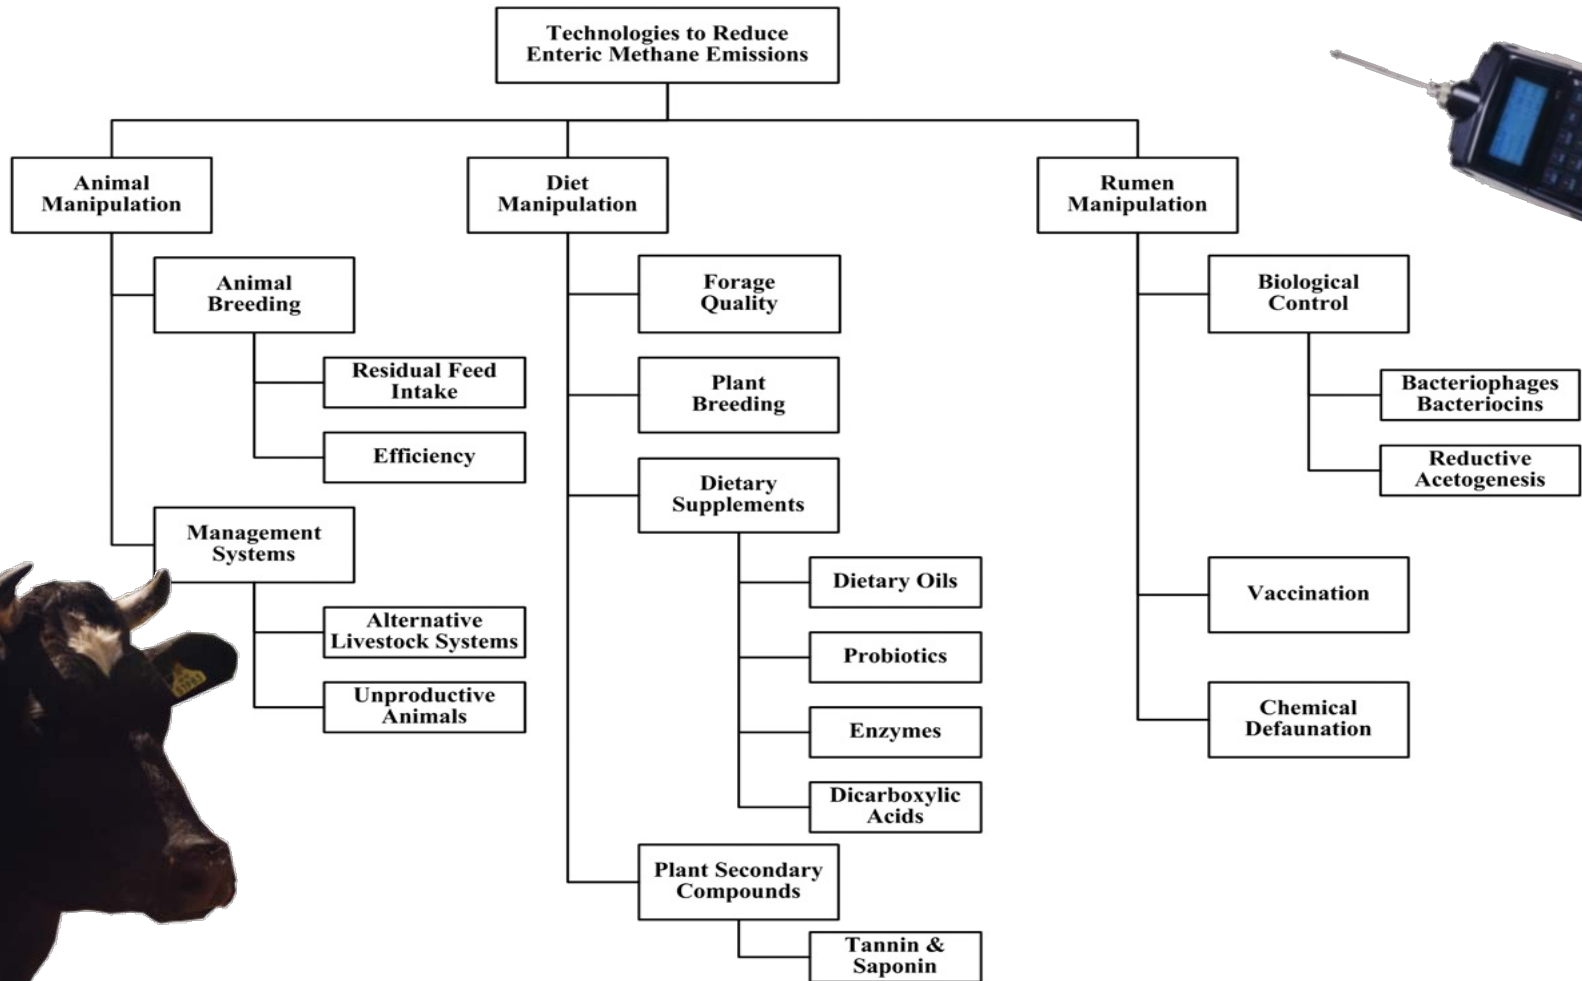 Technologies to Reduce
Enteric Methane Emissions
Animal
Manipulation
Animal
Breeding
Residual Feed
Intake
Efficiency
Management
Systems
Alternative
Livestock Systems
Unproductive
Animals
Diet
Manipulation
Forage
Quality
Plant
Breeding
Dietary
Supplements
Dietary Oils
Probiotics
Enzymes
Dicarboxylic
Acids
Plant Secondary
Compounds
Tannin &
Saponin
Rumen
Manipulation
Biological
Control
Bacteriophages
Bacteriocins
Reductive
Acetogenesis
Vaccination
Chemical
Defaunation